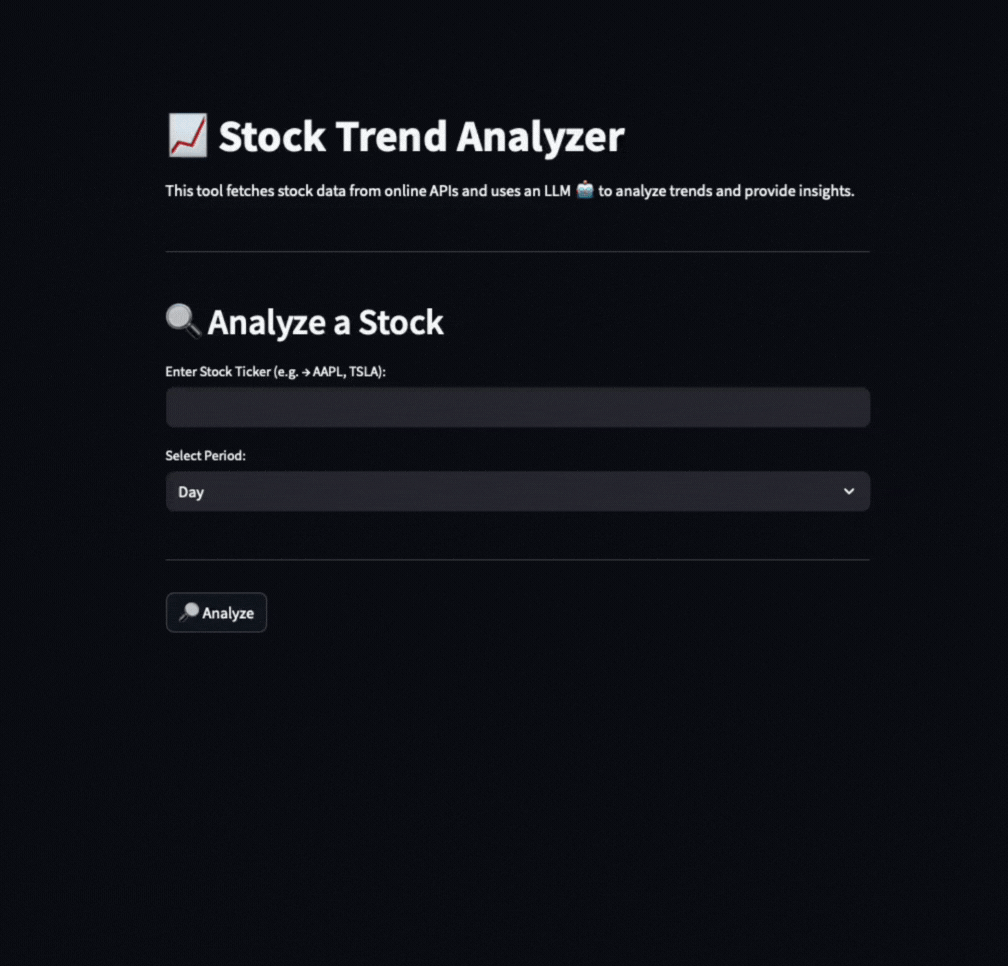 📈 Stock Trend Analyzer
This tool fetches stock data from online APIs and uses an LLM 🤖 to analyze trends and provide insights.
🔍 Analyze a Stock
Enter Stock Ticker (e.g. → AAPL, TSLA):
Select Period:
Day
🔎 Analyze